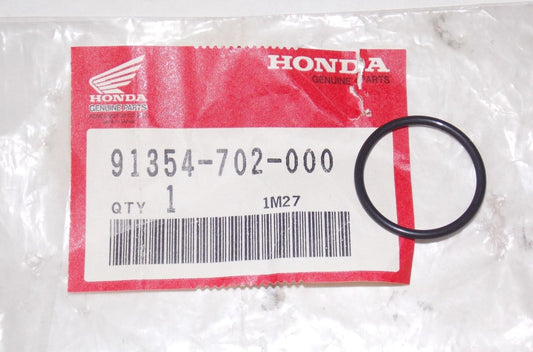 HONDA
GENUINE PARTS
HONDA
GENUINE PARTS
91354-702-000
QTY 1 1M27